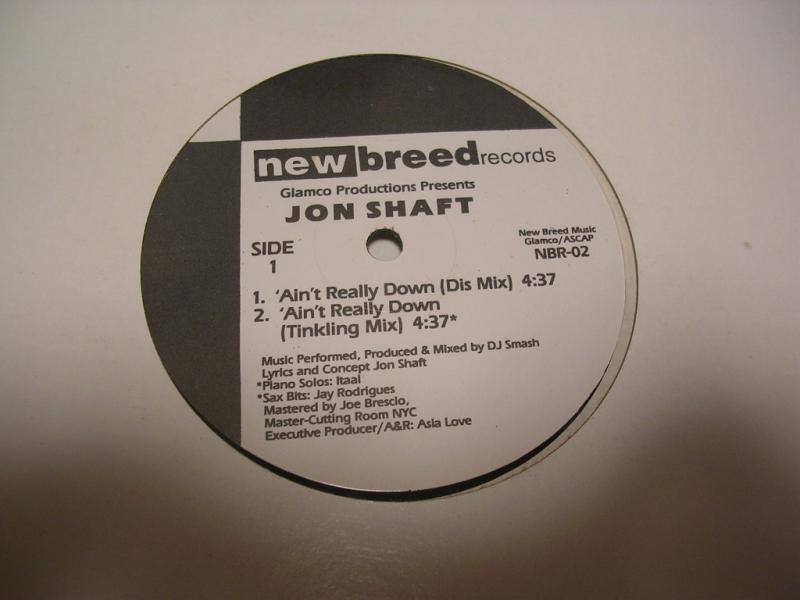 new breed records
Glamco Productions Presents
JON SHAFT
SIDE
1
New Breed Music
Glamco/ASCAP
NBR-02
1. 'Ain't Really Down (Dis Mix) 4:37
2. 'Ain't Really Down
(Tinkling Mix) 4:37*
Music Performed, Produced & Mixed by DJ Smash
Lyrics and Concept Jon Shaft
*Piano Solos: Itaal
*Sax Bits: Jay Rodrigues
Mastered by Joe Brescio,
Master-Cutting Room NYC
Executive Producer/A&R: Asia Love